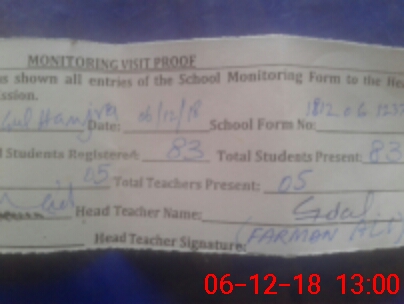 MONITORING VISIT PROOF
shown all entries of the School Monitoring Form to the
Date: 06/12/18 School Form No:
Students Registered: 83 Total Students Present: 83
05 Total Teachers Present: 05
Head Teacher Name:
Head Teacher Signature: (FARMAN ALI)
06-12-18 13:00